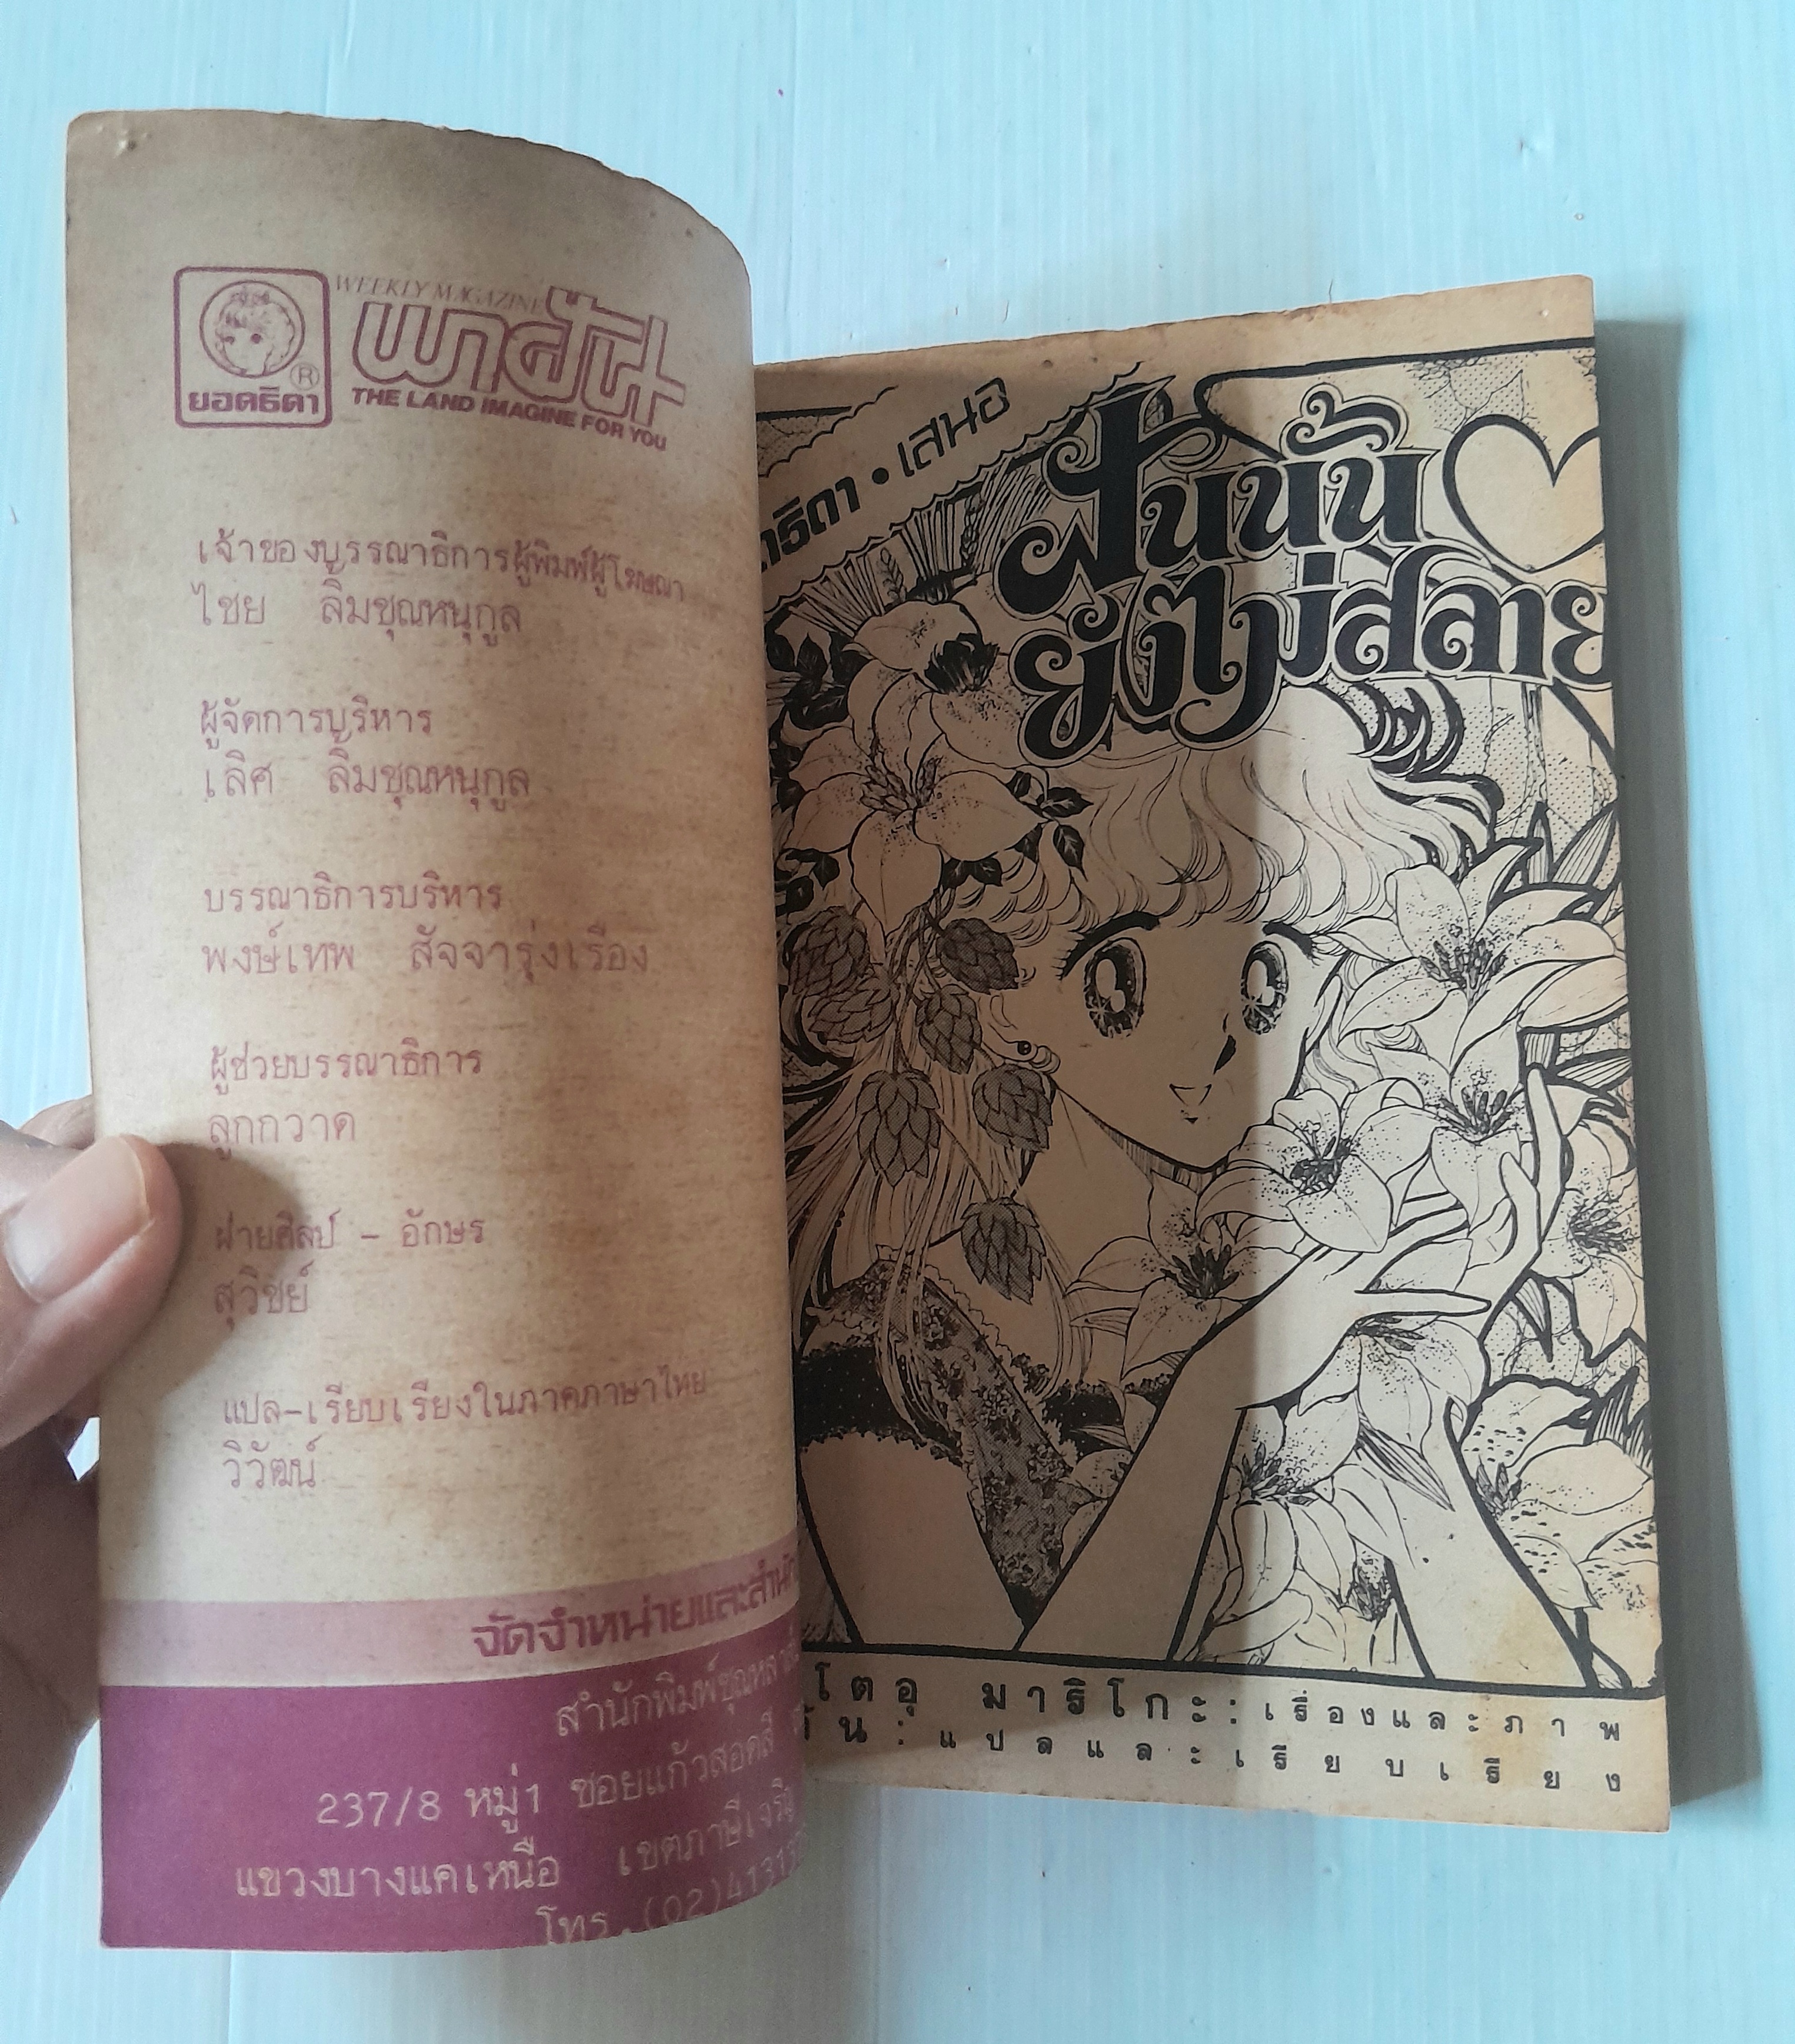 WEEKLY MAGAZINE
พาฝัน
THE LAND IMAGINE FOR YOU
ยอดธิดา
เจ้าของบรรณาธิการผู้พิมพ์ผู้โฆษณา
ไชย ลิ้มชุณหนุกูล
ผู้จัดการบริหาร
เลิศ ลิ้มชุณหนุกูล
บรรณาธิการบริหาร
พงษ์เทพ สัจจารุ่งเรือง
ผู้ช่วยบรรณาธิการ
ลูกกวาด
ฝ่ายศิลป์ - อักษร
สุวิชย์
แปล-เรียบเรียงในภาคภาษาไทย
วิวัฒน์
จัดจำหน่ายและ
สำนักพิมพ์
237/8 หมู่1 ซอยแก้วสอดสี
แขวงบางแคเหนือ เขตภาษีเจริญ
โทร.(02)
ธิดา • เสนอ
ฝันนั้น
ยังไม่สลาย
มาริโกะ: เรื่องและภาพ
: แปลและเรียบเรียง